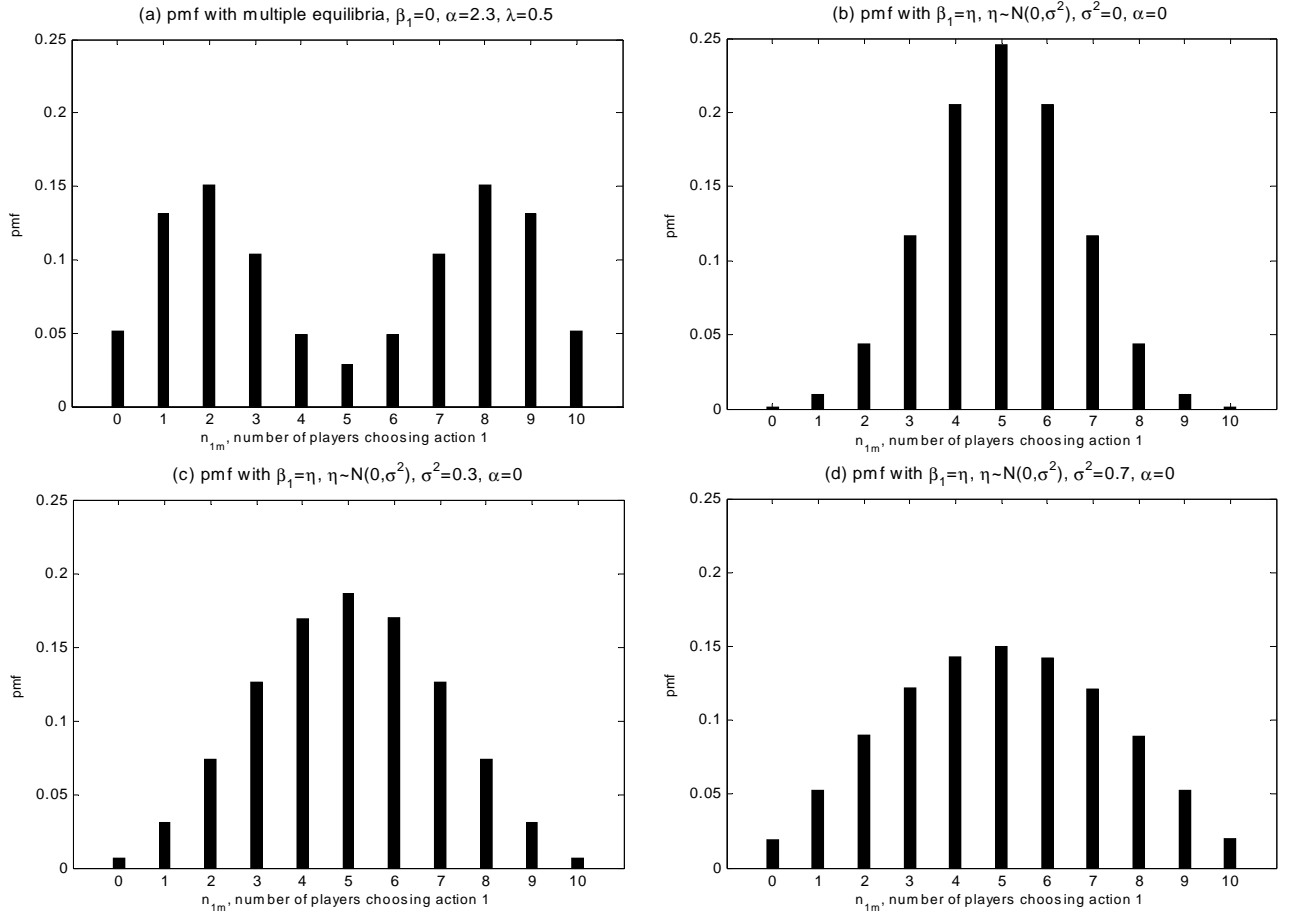 (a) pmf with multiple equilibria, β₁=0, α=2.3, λ=0.5
0.25
0.2
0.15
0.1
0.05
0
pmf
0 1 2 3 4 5 6 7 8 9 10
n₁ₘ, number of players choosing action 1
(b) pmf with β₁=η, η~N(0,σ²), σ²=0, α=0
0.25
0.2
0.15
0.1
0.05
0
pmf
0 1 2 3 4 5 6 7 8 9 10
n₁ₘ, number of players choosing action 1
(c) pmf with β₁=η, η~N(0,σ²), σ²=0.3, α=0
0.25
0.2
0.15
0.1
0.05
0
pmf
0 1 2 3 4 5 6 7 8 9 10
n₁ₘ, number of players choosing action 1
(d) pmf with β₁=η, η~N(0,σ²), σ²=0.7, α=0
0.25
0.2
0.15
0.1
0.05
0
pmf
0 1 2 3 4 5 6 7 8 9 10
n₁ₘ, number of players choosing action 1